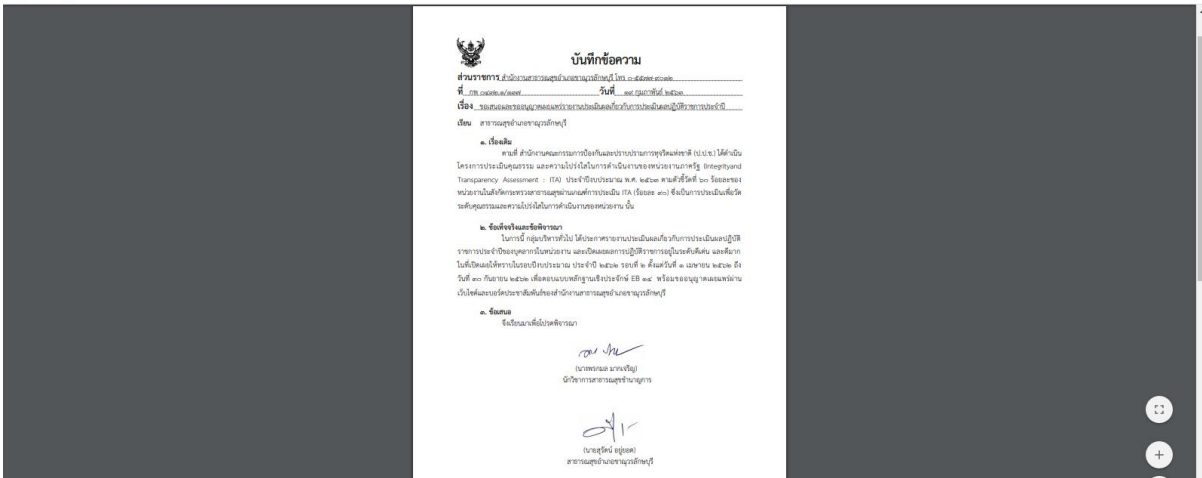 บันทึกข้อความ
ส่วนราชการ สำนักงานสาธารณสุขอำเภอขาณุวรลักษบุรี โทร
ที่ กพ วันที่ ๑๙ กุมภาพันธ์ ๒๕๖๓
เรื่อง ขอเสนอและขออนุญาตเผยแพร่รายงานประเมินผลเกี่ยวกับการประเมินผลปฏิบัติราชการประจำปี
เรียน สาธารณสุขอำเภอขาณุวรลักษบุรี
๑. เรื่องเดิม
ตามที่ สำนักงานคณะกรรมการป้องกันและปราบปรามการทุจริตแห่งชาติ (ป.ป.ช.) ได้ดำเนิน
โครงการประเมินคุณธรรม และความโปร่งใสในการดำเนินงานของหน่วยงานภาครัฐ (Integrityand
Transparency Assessment : ITA) ประจำปีงบประมาณ พ.ศ. ๒๕๖๓ ตามตัวชี้วัดที่ ๖๐ ร้อยละของ
หน่วยงานในสังกัดกระทรวงสาธารณสุขผ่านเกณฑ์การประเมิน ITA (ร้อยละ ๙๐) ซึ่งเป็นการประเมินเพื่อวัด
ระดับคุณธรรมและความโปร่งใสในการดำเนินงานของหน่วยงาน นั้น
๒. ข้อเท็จจริงและข้อพิจารณา
ในการนี้ กลุ่มบริหารทั่วไป ได้ประกาศรายงานประเมินผลเกี่ยวกับการประเมินผลปฏิบัติ
ราชการประจำปีของบุคลากรในหน่วยงาน และเปิดเผยผลการปฏิบัติราชการอยู่ในระดับดีเด่น และดีมาก
ในที่เปิดเผยให้ทราบในรอบปีงบประมาณ ประจำปี ๒๕๖๒ รอบที่ ๒ ตั้งแต่วันที่ ๑ เมษายน ๒๕๖๒ ถึง
วันที่ ๓๐ กันยายน ๒๕๖๒ เพื่อตอบแบบหลักฐานเชิงประจักษ์ EB ๑๔ พร้อมขออนุญาตเผยแพร่ผ่าน
เว็บไซต์และบอร์ดประชาสัมพันธ์ของสำนักงานสาธารณสุขอำเภอขาณุวรลักษบุรี
๓. ข้อเสนอ
จึงเรียนมาเพื่อโปรดพิจารณา
(นางพรกมล มากเจริญ)
นักวิชาการสาธารณสุขชำนาญการ
(นายสุรัตน์ อยู่ยอด)
สาธารณสุขอำเภอขาณุวรลักษบุรี